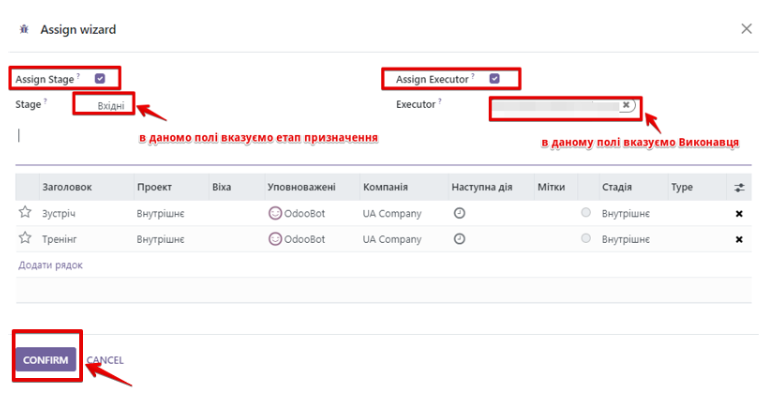 Assign wizard
Assign Stage ? Assign Executor ?
Stage ? Вхідні Executor ?
в даномо полі вказуємо етап призначення
в даному полі вказуємо Виконавця
Заголовок Проект Віха Уповноважені Компанія Наступна дія Мітки Стадія Type
Зустріч Внутрішнє OdooBot UA Company Внутрішнє
Тренінг Внутрішнє OdooBot UA Company Внутрішнє
Додати рядок
CONFIRM CANCEL